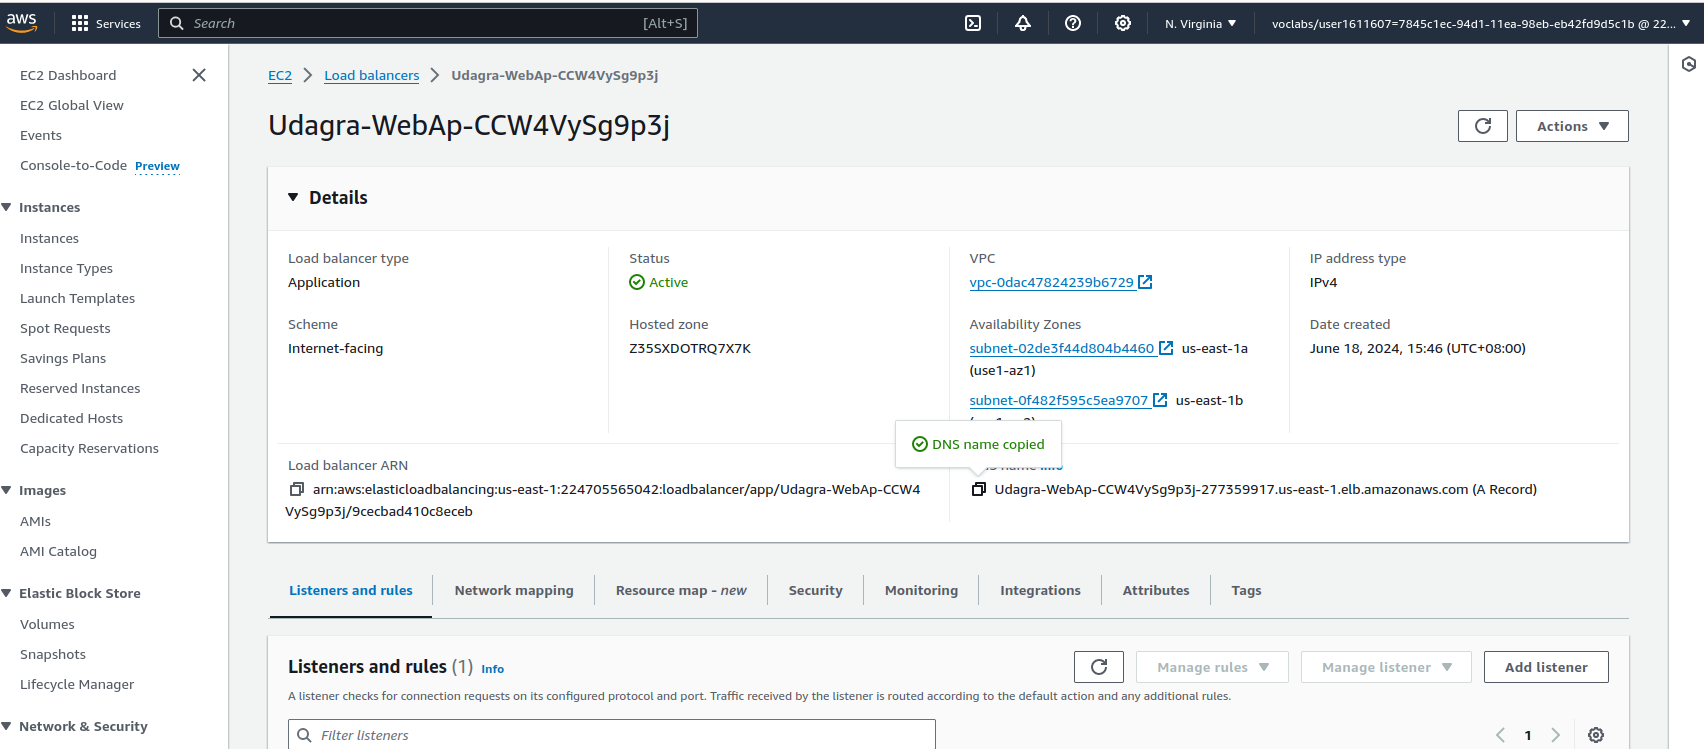 aws
Services
Search
[Alt+S]
N. Virginia
voclabs/user1611607=7845c1ec-94d1-11ea-98eb-eb42fd9d5c1b @ 22...
EC2 Dashboard
EC2 Global View
Events
Console-to-Code Preview
Instances
Instances
Instance Types
Launch Templates
Spot Requests
Savings Plans
Reserved Instances
Dedicated Hosts
Capacity Reservations
Images
AMIs
AMI Catalog
Elastic Block Store
Volumes
Snapshots
Lifecycle Manager
Network & Security
EC2 > Load balancers > Udagra-WebAp-CCW4VySg9p3j
Udagra-WebAp-CCW4VySg9p3j
Actions
Details
Load balancer type
Application
Status
Active
VPC
vpc-0dac47824239b6729
IP address type
IPv4
Scheme
Internet-facing
Hosted zone
Z35SXDOTRQ7X7K
Availability Zones
subnet-02de3f44d804b4460 us-east-1a
(use1-az1)
subnet-0f482f595c5ea9707 us-east-1b
Date created
June 18, 2024, 15:46 (UTC+08:00)
DNS name copied
Load balancer ARN
arn:aws:elasticloadbalancing:us-east-1:224705565042:loadbalancer/app/Udagra-WebAp-CCW4
VySg9p3j/9cecbad410c8eceb
Udagra-WebAp-CCW4VySg9p3j-277359917.us-east-1.elb.amazonaws.com (A Record)
Listeners and rules
Network mapping
Resource map - new
Security
Monitoring
Integrations
Attributes
Tags
Listeners and rules (1) Info
Manage rules
Manage listener
Add listener
A listener checks for connection requests on its configured protocol and port. Traffic received by the listener is routed according to the default action and any additional rules.
Filter listeners
1